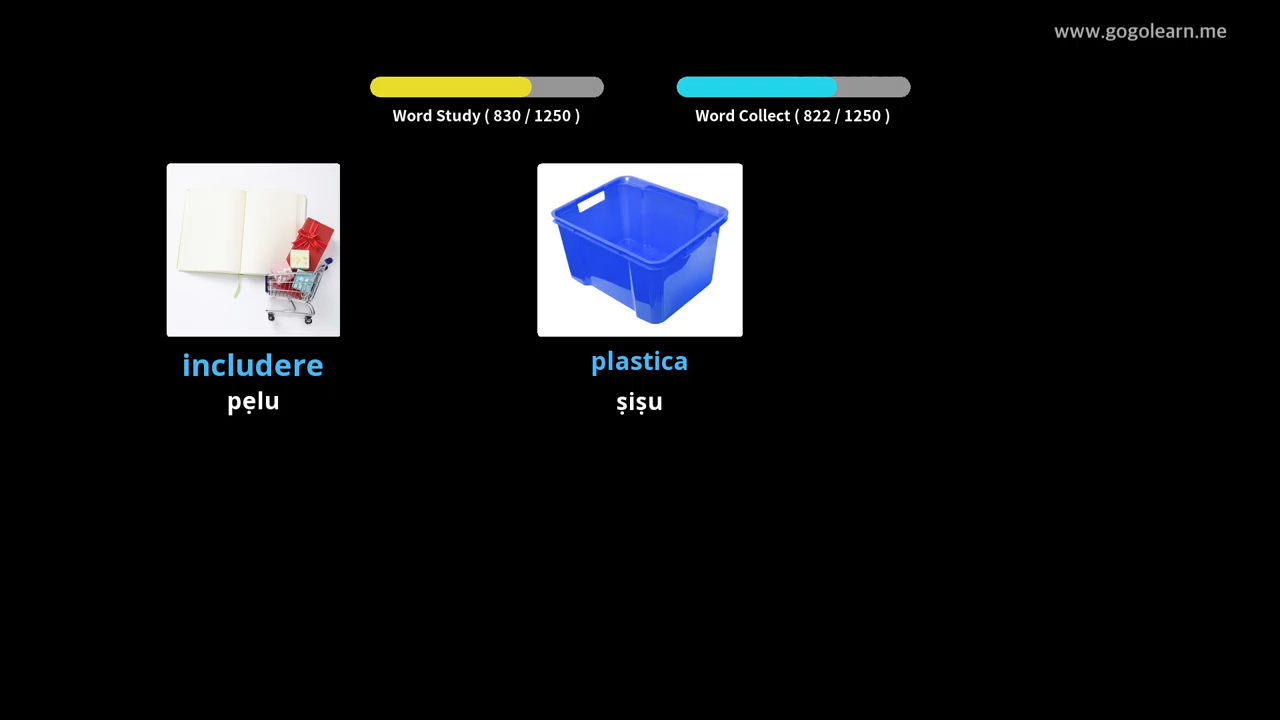 www.gogolearn.me
Word Study ( 830 / 1250 )
Word Collect ( 822 / 1250 )
includere
pẹlu
plastica
ṣiṣu